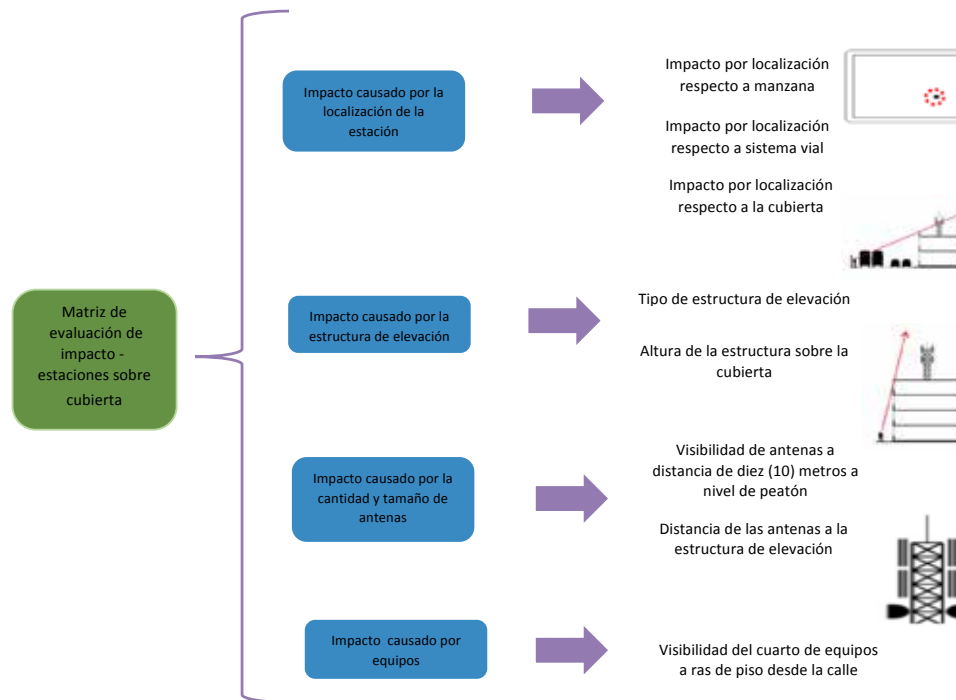 Matriz de
evaluación de
impacto -
estaciones sobre
cubierta
Impacto causado por la
localización de la
estación
Impacto por localización
respecto a manzana
Impacto por localización
respecto a sistema vial
Impacto por localización
respecto a la cubierta
Impacto causado por la
estructura de elevación
Tipo de estructura de elevación
Altura de la estructura sobre la
cubierta
Impacto causado por la
cantidad y tamaño de
antenas
Visibilidad de antenas a
distancia de diez (10) metros a
nivel de peatón
Distancia de las antenas a la
estructura de elevación
Impacto causado por
equipos
Visibilidad del cuarto de equipos
a ras de piso desde la calle